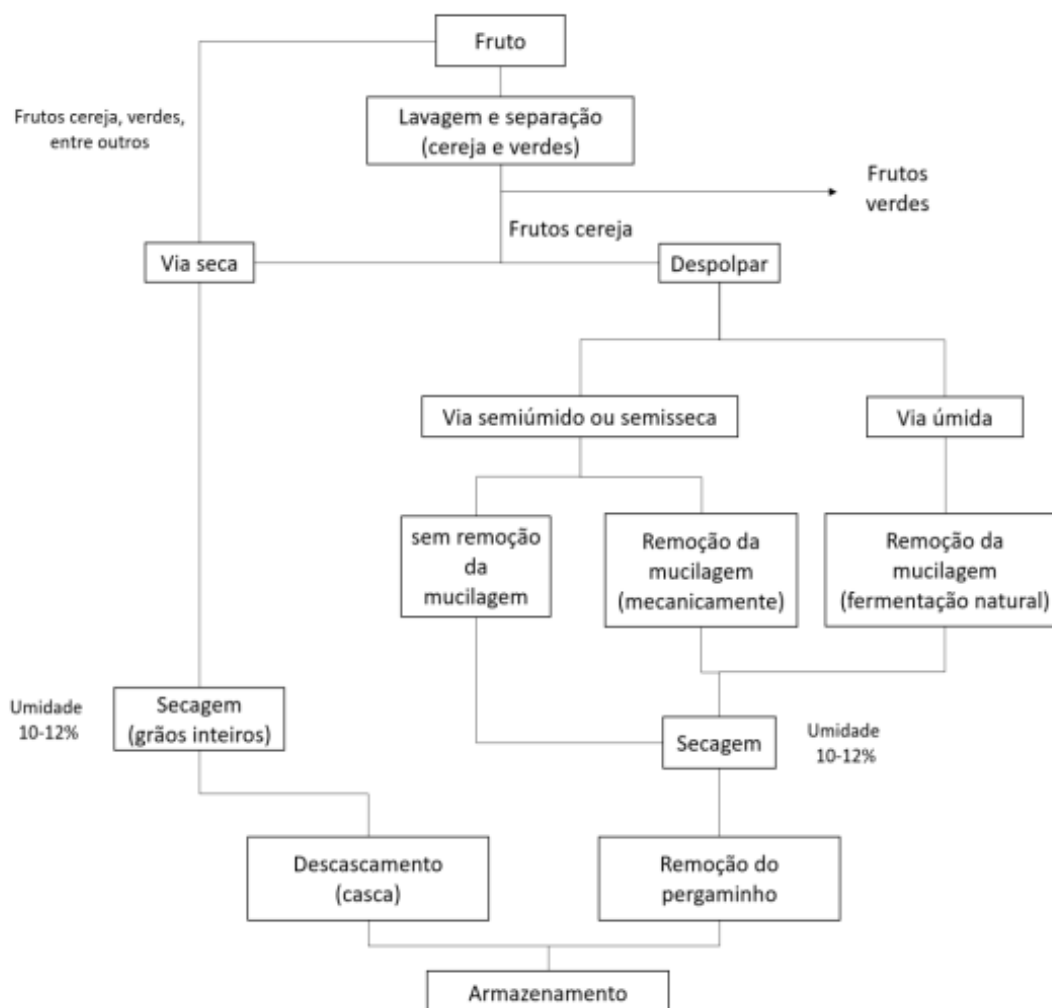 Fruto
Frutos cereja, verdes,
entre outros
Lavagem e separação
(cereja e verdes)
Frutos
verdes
Frutos cereja
Via seca
Despolpar
Via semiúmido ou semisseca
Via úmida
sem remoção
da
mucilagem
Remoção da
mucilagem
(mecanicamente)
Remoção da
mucilagem
(fermentação natural)
Umidade
10-12%
Secagem
(grãos inteiros)
Secagem
Umidade
10-12%
Descascamento
(casca)
Remoção do
pergaminho
Armazenamento